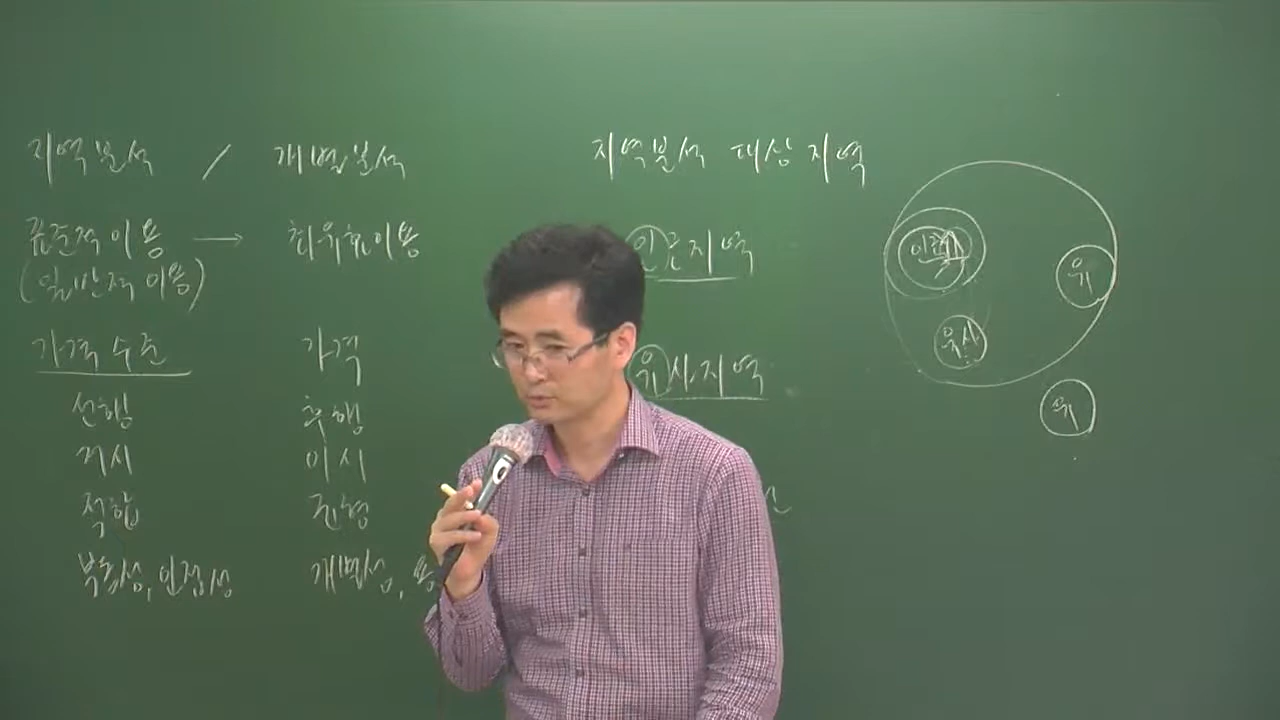 지역분석 / 개별분석
표준적이용 → 최유효이용
(일반적 이용)
가격수준 가격
선행 후행
거시 미시
적합 균형
부동성, 인접성 개별성, 용
지역분석 대상지역
인근지역
유사지역
인근
유
유사
유